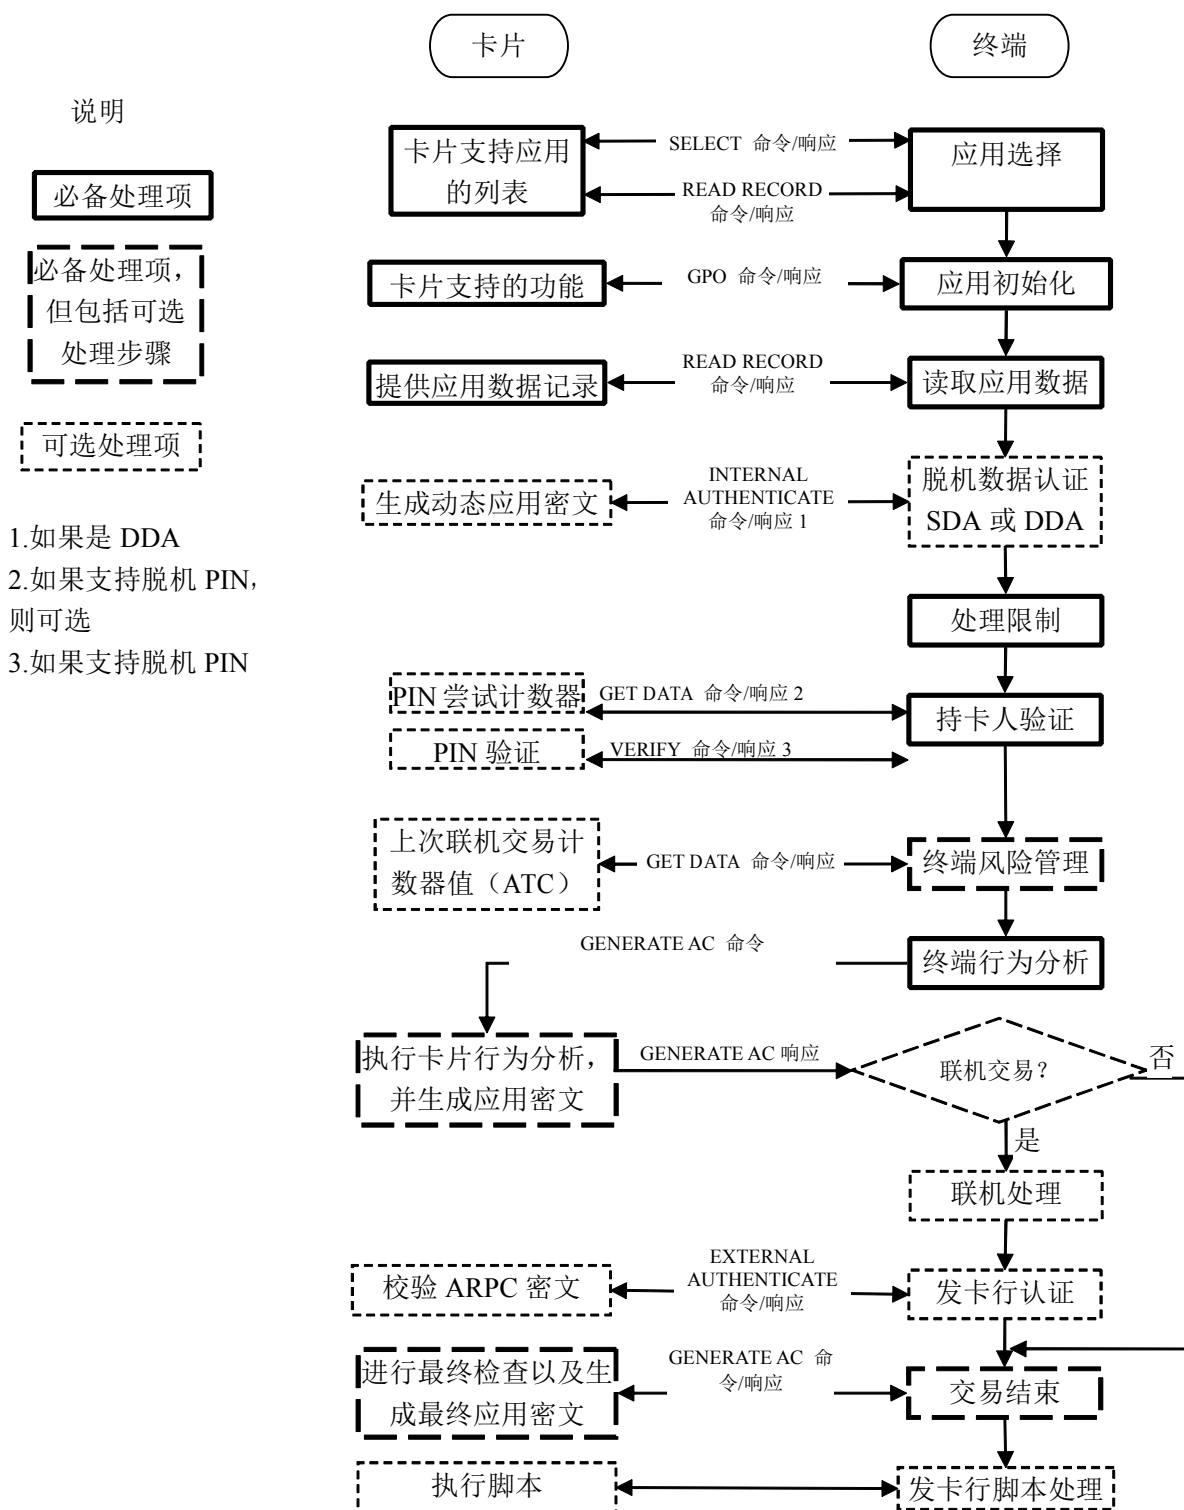 卡片
终端
说明
必备处理项
必备处理项，
但包括可选
处理步骤
可选处理项
1.如果是 DDA
2.如果支持脱机 PIN，
则可选
3.如果支持脱机 PIN
卡片支持应用
的列表
SELECT 命令/响应
READ RECORD
命令/响应
应用选择
卡片支持的功能
GPO 命令/响应
应用初始化
提供应用数据记录
READ RECORD
命令/响应
读取应用数据
生成动态应用密文
INTERNAL
AUTHENTICATE
命令/响应 1
脱机数据认证
SDA 或 DDA
处理限制
PIN 尝试计数器
GET DATA 命令/响应 2
持卡人验证
PIN 验证
VERIFY 命令/响应 3
上次联机交易计
数器值（ATC）
GET DATA 命令/响应
终端风险管理
GENERATE AC 命令
终端行为分析
执行卡片行为分析，
并生成应用密文
GENERATE AC 响应
联机交易？
否
是
联机处理
校验 ARPC 密文
EXTERNAL
AUTHENTICATE
命令/响应
发卡行认证
进行最终检查以及生
成最终应用密文
GENERATE AC 命
令/响应
交易结束
执行脚本
发卡行脚本处理